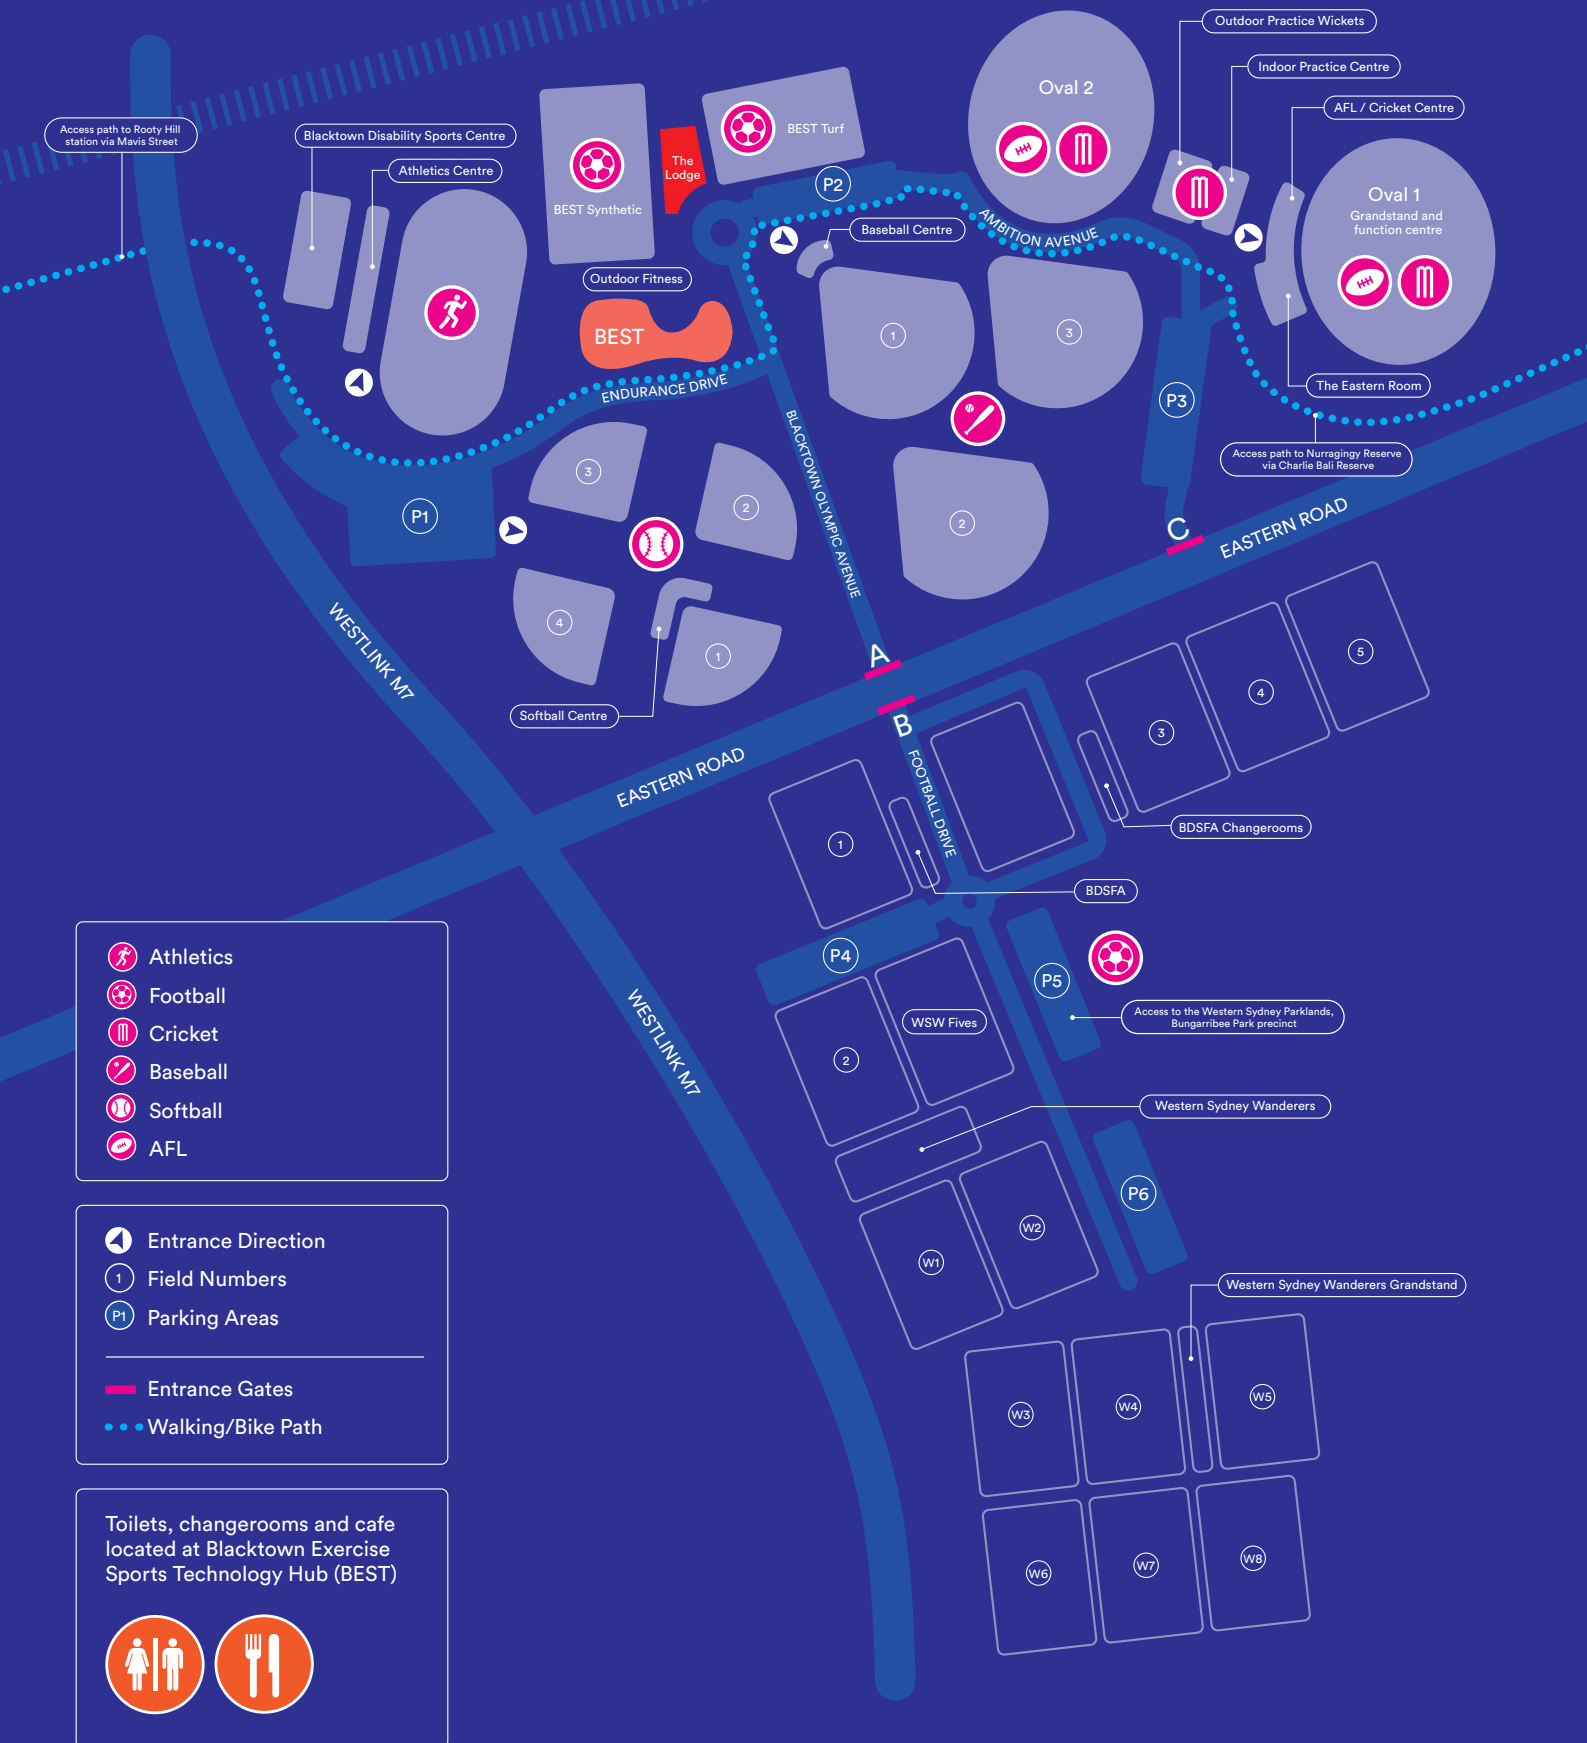 Outdoor Practice Wickets
Indoor Practice Centre
Oval 2
AFL / Cricket Centre
Access path to Rooty Hill
station via Mavis Street
Blacktown Disability Sports Centre
BEST Turf
Athletics Centre
The
Lodge
P2
BEST Synthetic
Oval 1
Grandstand and
function centre
AMBITION AVENUE
Baseball Centre
Outdoor Fitness
BEST
1
3
ENDURANCE DRIVE
The Eastern Room
P3
BLACKTOWN OLYMPIC AVENUE
Access path to Nurragingy Reserve
via Charlie Bali Reserve
3
2
P1
2
C
EASTERN ROAD
4
1
A
WESTLINK M7
Softball Centre
B
5
4
3
EASTERN ROAD
FOOTBALL DRIVE
BDSFA Changerooms
1
BDSFA
P4
P5
WSW Fives
Access to the Western Sydney Parklands,
Bungarribee Park precinct
2
WESTLINK M7
Western Sydney Wanderers
P6
W2
W1
Western Sydney Wanderers Grandstand
W3
W4
W5
W6
W7
W8
Athletics
Football
Cricket
Baseball
Softball
AFL
Entrance Direction
1 Field Numbers
P1 Parking Areas
Entrance Gates
Walking/Bike Path
Toilets, changerooms and cafe
located at Blacktown Exercise
Sports Technology Hub (BEST)